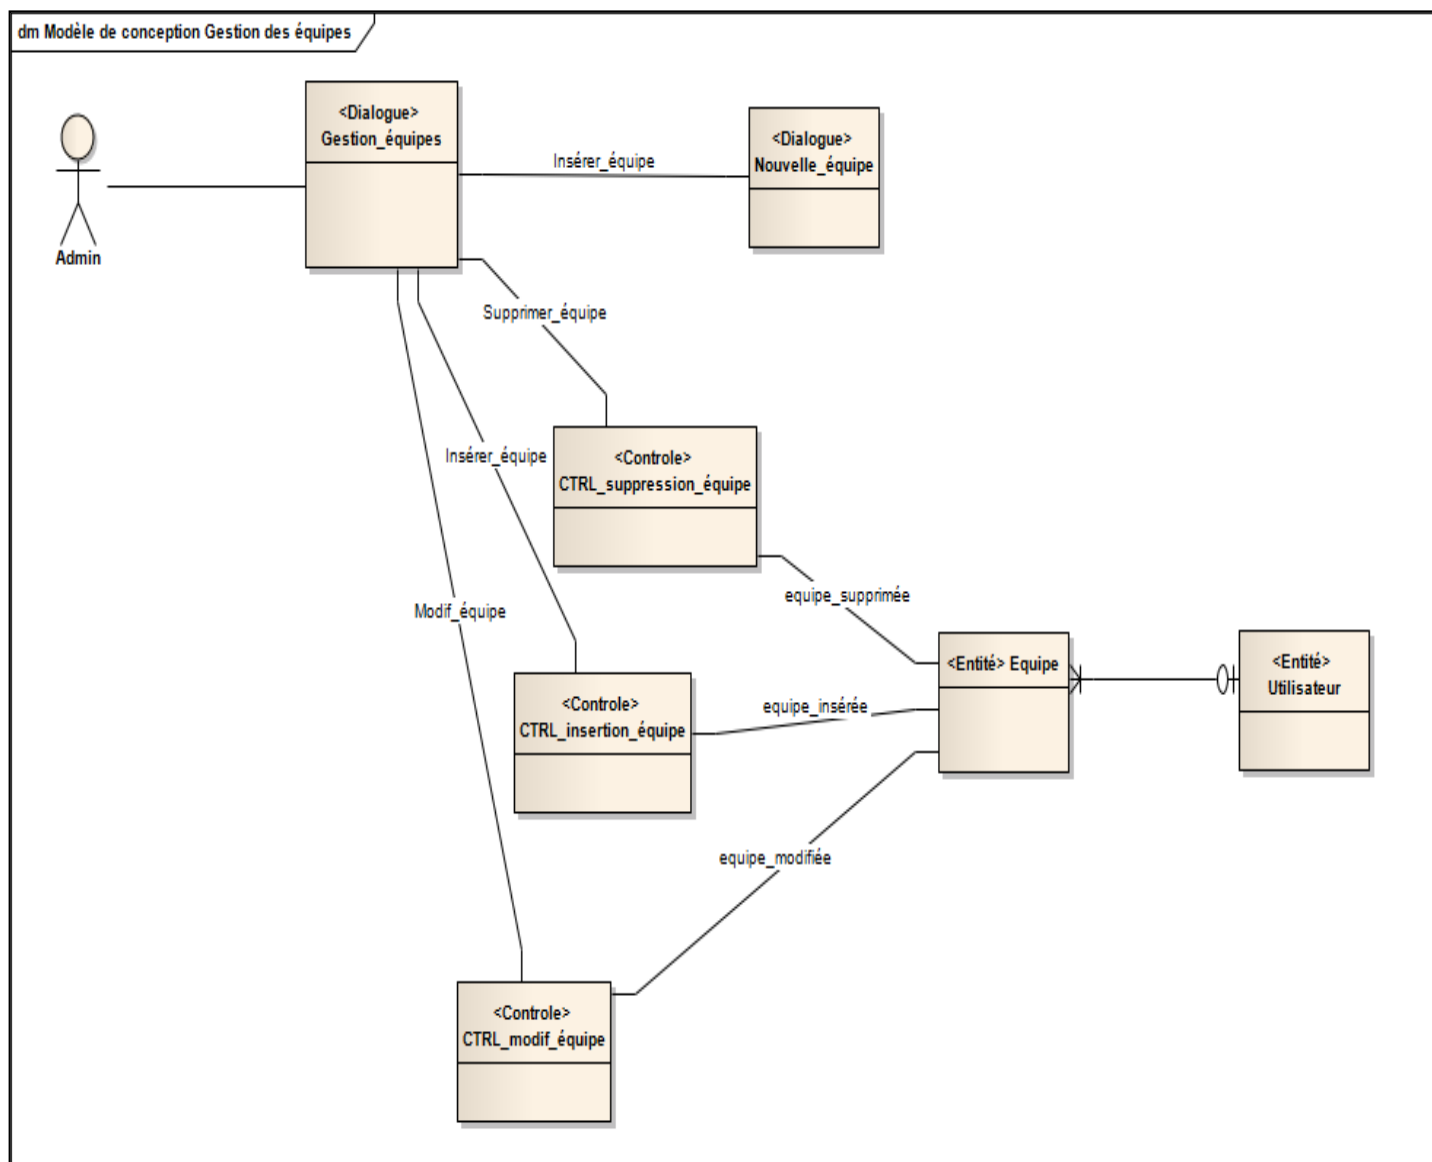 dm Modèle de conception Gestion des équipes
<Dialogue>
Gestion_équipes
<Dialogue>
Nouvelle_équipe
Insérer_équipe
Admin
Supprimer_équipe
Insérer_équipe
<Controle>
CTRL_suppression_équipe
Modif_équipe
equipe_supprimée
<Entité> Equipe
<Entité>
Utilisateur
<Controle>
CTRL_insertion_équipe
equipe_insérée
equipe_modifiée
<Controle>
CTRL_modif_équipe